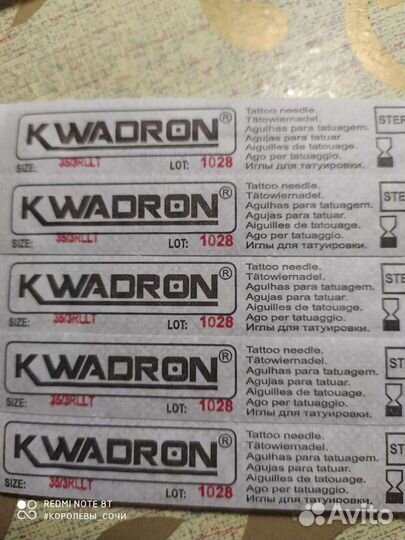 KWADRON®
SIZE: 35/3RLLT LOT: 1028
Tattoo needle.
Tätowiernadel.
Agulhas para tatuagem.
Agujas para tatuar.
Aiguilles de tatouage.
Ago per tatuaggio.
Иглы для татуировки.
STER
KWADRON®
SIZE: 35/3RLLT LOT: 1028
Tattoo needle.
Tätowiernadel.
Agulhas para tatuagem.
Agujas para tatuar.
Aiguilles de tatouage.
Ago per tatuaggio.
Иглы для татуировки.
STE
KWADRON®
SIZE: 35/3RLLT LOT: 1028
Tattoo needle.
Tätowiernadel.
Agulhas para tatuagem.
Agujas para tatuar.
Aiguilles de tatouage.
Ago per tatuaggio.
Иглы для татуировки.
STE
KWADRON®
SIZE: 35/3RLLT LOT: 1028
Tattoo needle.
Tätowiernadel.
Agulhas para tatuagem.
Agujas para tatuar.
Aiguilles de tatouage.
Ago per tatuaggio.
Иглы для татуировки.
STE
KWADRON®
SIZE: 35/3RLLT LOT: 1028
Tattoo needle.
Tätowiernadel.
Agulhas para tatuagem.
Agujas para tatuar.
Aiguilles de tatouage.
Ago per tatuaggio.
Иглы для татуировки.
STE
REDMI NOTE 8T
#КОРОЛЕВЫ_СОЧИ
Avito